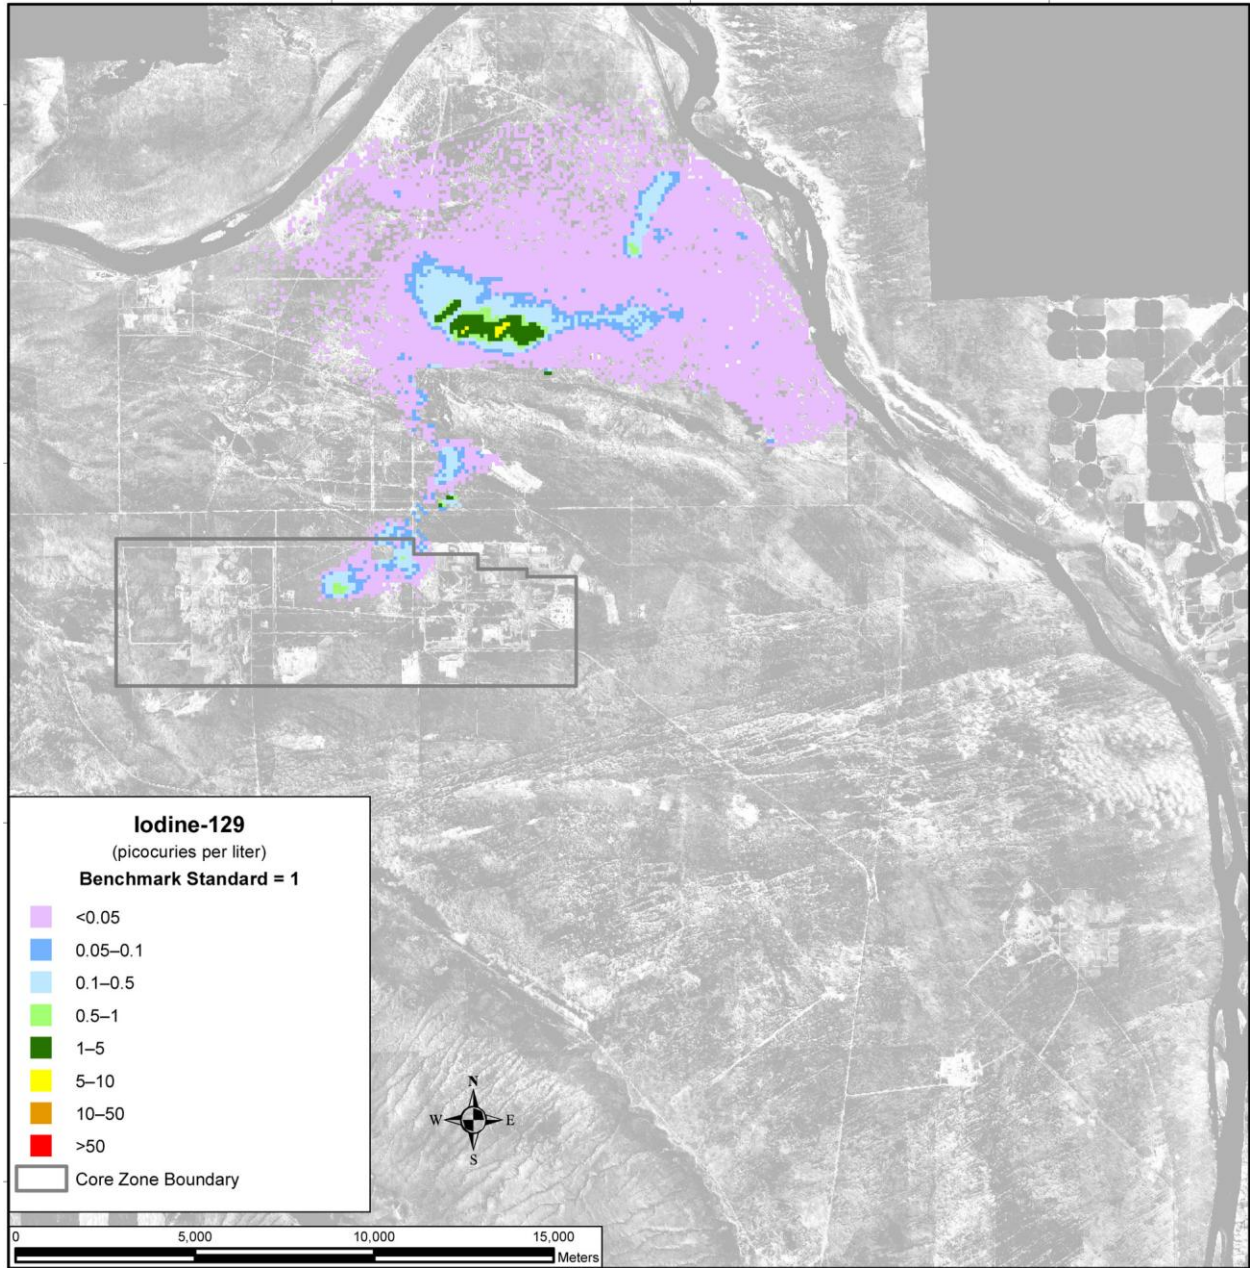 Iodine-129
(picocuries per liter)
Benchmark Standard = 1
<0.05
0.05–0.1
0.1–0.5
0.5–1
1–5
5–10
10–50
>50
Core Zone Boundary
N
W E
S
0 5,000 10,000 15,000
Meters